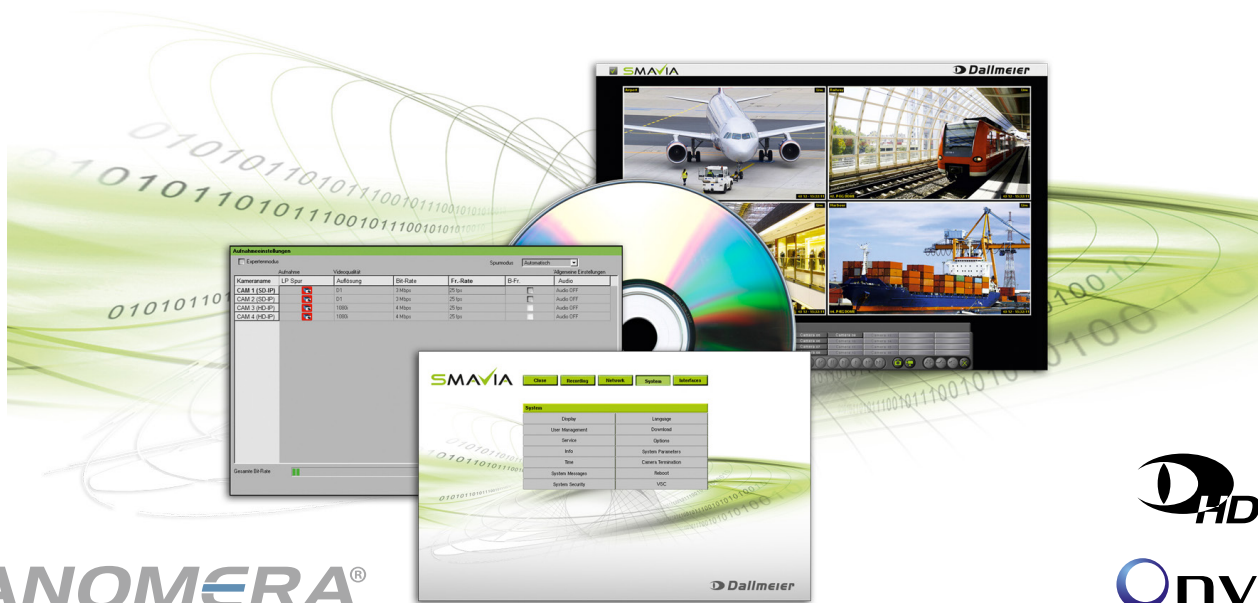 SMAVIA
Dallmeier
Aufnahmeeinstellungen
Expertenmodus
Spurmodus
Automatisch
Aufnahme
Videoqualität
Allgemeine Einstellungen
Kameraname
LP Spur
Auflösung
Bit-Rate
Fr.-Rate
B-Fr.
Audio
CAM 1 (SD-IP)
D1
3 Mbps
25 fps
Audio OFF
CAM 2 (SD-IP)
D1
3 Mbps
25 fps
Audio OFF
CAM 3 (HD-IP)
4 Mbps
25 fps
Audio OFF
CAM 4 (HD-IP)
4 Mbps
25 fps
Audio OFF
Gesamte Bit-Rate
SMAVIA
Close
Recording
Network
System
Interfaces
System
Display
Language
User Management
Download
Service
Options
Info
System Parameters
Time
Camera Termination
System Messages
Reboot
System Security
VSC
Dallmeier
HD
ANOMERA®
Onv